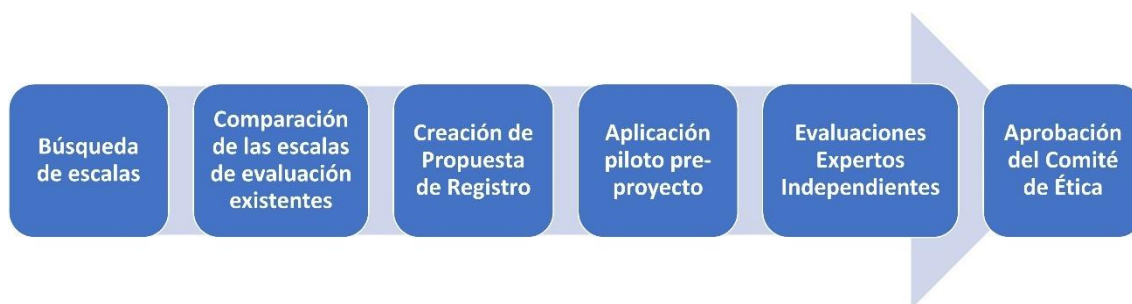 Búsqueda
de escalas
Comparación
de las escalas
de evaluación
existentes
Creación de
Propuesta
de Registro
Aplicación
piloto pre-
proyecto
Evaluaciones
Expertos
Independientes
Aprobación
del Comité
de Ética